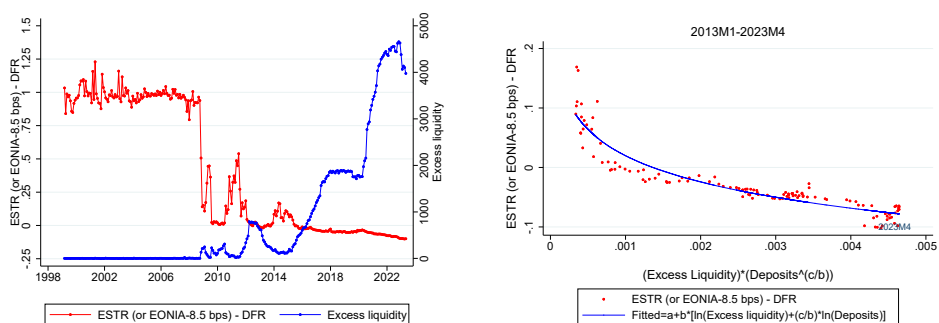 ESTR (or EONIA-8.5 bps) - DFR
1.5
1.25
1
.75
.5
.25
0
-.25
5000
4000
3000
2000
1000
0
Excess liquidity
1998 2002 2006 2010 2014 2018 2022
ESTR (or EONIA-8.5 bps) - DFR Excess liquidity
2013M1-2023M4
ESTR (or EONIA-8.5 bps) - DFR
.2
.1
0
-.1
2023M4
0 .001 .002 .003 .004 .005
(Excess Liquidity)*(Deposits^(c/b))
ESTR (or EONIA-8.5 bps) - DFR
Fitted=a+b*[ln(Excess liquidity)+(c/b)*ln(Deposits)]